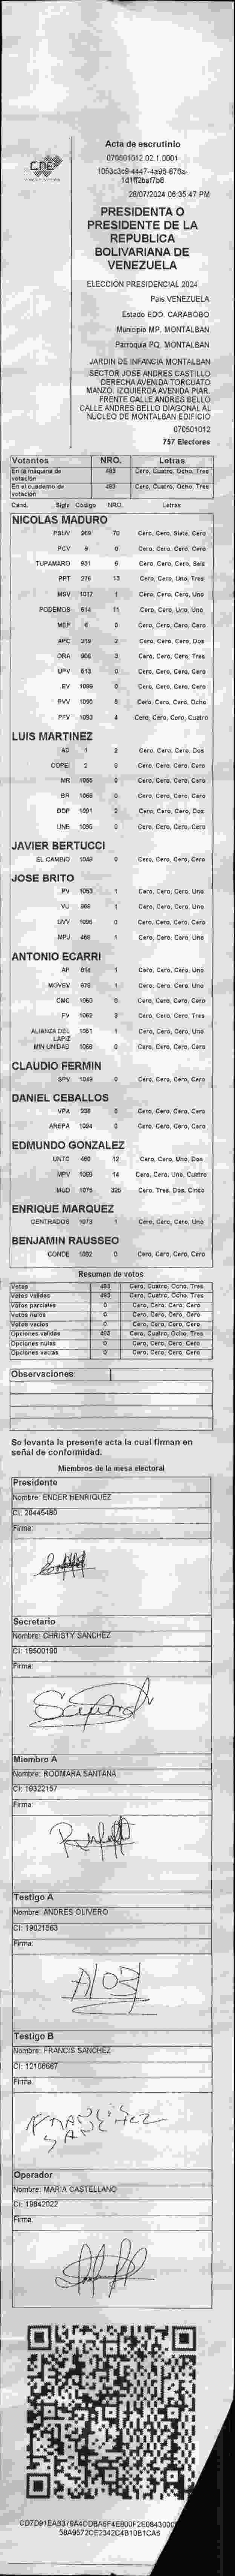 CNE
Acta de escrutinio
070501012.02.1.0001
1053c3c9-4447-4a98-876a-
1d1ff2baf7b8
28/07/2024 06:35:47 PM
PRESIDENTA O
PRESIDENTE DE LA
REPUBLICA
BOLIVARIANA DE
VENEZUELA
ELECCIÓN PRESIDENCIAL 2024
Pais VENEZUELA
Estado EDO. CARABOBO
Municipio MP. MONTALBAN
Parroquia PQ. MONTALBAN
JARDIN DE INFANCIA MONTALBAN
SECTOR JOSE ANDRES CASTILLO
DERECHA AVENIDA TORCUATO
MANZO. IZQUIERDA AVENIDA PIAR.
FRENTE CALLE ANDRES BELLO
CALLE ANDRES BELLO DIAGONAL AL
NUCLEO DE MONTALBAN EDIFICIO
070501012
757 Electores
Votantes NRO. Letras
En la máquina de votación 483 Cero, Cuatro, Ocho, Tres
En el cuaderno de votación 483 Cero, Cuatro, Ocho, Tres
Cand. Sigla Codigo NRO. Letras
NICOLAS MADURO
PSUV 269 70 Cero, Cero, Siete, Cero
PCV 9 0 Cero, Cero, Cero, Cero
TUPAMARO 931 6 Cero, Cero, Cero, Seis
PPT 276 13 Cero, Cero, Uno, Tres
MSV 1017 1 Cero, Cero, Cero, Uno
PODEMOS 614 11 Cero, Cero, Uno, Uno
MEP 6 0 Cero, Cero, Cero, Cero
APC 219 2 Cero, Cero, Cero, Dos
ORA 906 3 Cero, Cero, Cero, Tres
UPV 613 0 Cero, Cero, Cero, Cero
EV 1089 0 Cero, Cero, Cero, Cero
PVV 1090 8 Cero, Cero, Cero, Ocho
PFV 1093 4 Cero, Cero, Cero, Cuatro
LUIS MARTINEZ
AD 1 2 Cero, Cero, Cero, Dos
COPEI 2 0 Cero, Cero, Cero, Cero
MR 1086 0 Cero, Cero, Cero, Cero
BR 1068 0 Cero, Cero, Cero, Cero
DDP 1091 2 Cero, Cero, Cero, Dos
UNE 1095 0 Cero, Cero, Cero, Cero
JAVIER BERTUCCI
EL CAMBIO 1048 0 Cero, Cero, Cero, Cero
JOSE BRITO
PV 1053 1 Cero, Cero, Cero, Uno
VU 968 1 Cero, Cero, Cero, Uno
UVV 1096 0 Cero, Cero, Cero, Cero
MPJ 468 1 Cero, Cero, Cero, Uno
ANTONIO ECARRI
AP 814 1 Cero, Cero, Cero, Uno
MOVEV 979 1 Cero, Cero, Cero, Uno
CMC 1060 0 Cero, Cero, Cero, Cero
FV 1062 3 Cero, Cero, Cero, Tres
ALIANZA DEL LAPIZ 1051 1 Cero, Cero, Cero, Uno
MIN UNIDAD 1056 0 Cero, Cero, Cero, Cero
CLAUDIO FERMIN
SPV 1049 0 Cero, Cero, Cero, Cero
DANIEL CEBALLOS
VPA 938 0 Cero, Cero, Cero, Cero
AREPA 1094 0 Cero, Cero, Cero, Cero
EDMUNDO GONZALEZ
UNTC 460 12 Cero, Cero, Uno, Dos
MPV 1069 14 Cero, Cero, Uno, Cuatro
MUD 1076 325 Cero, Tres, Dos, Cinco
ENRIQUE MARQUEZ
CENTRADOS 1073 1 Cero, Cero, Cero, Uno
BENJAMIN RAUSSEO
CONDE 1092 0 Cero, Cero, Cero, Cero
Resumen de votos
Votos 483 Cero, Cuatro, Ocho, Tres
Votos validos 483 Cero, Cuatro, Ocho, Tres
Votos parciales 0 Cero, Cero, Cero, Cero
Votos nulos 0 Cero, Cero, Cero, Cero
Votos vacios 0 Cero, Cero, Cero, Cero
Opciones validas 483 Cero, Cuatro, Ocho, Tres
Opciones nulas 0 Cero, Cero, Cero, Cero
Opciones vacias 0 Cero, Cero, Cero, Cero
Observaciones:
Se levanta la presente acta la cual firman en
señal de conformidad.
Miembros de la mesa electoral
Presidente
Nombre: ENDER HENRIQUEZ
CI: 20445480
Firma:
Secretario
Nombre: CHRISTY SANCHEZ
CI: 18500190
Firma:
Miembro A
Nombre: RODMARA SANTANA
CI: 19322157
Firma:
Testigo A
Nombre: ANDRES OLIVERO
CI: 19021563
Firma:
Testigo B
Nombre: FRANCIS SANCHEZ
CI: 12106667
Firma:
Operador
Nombre: MARIA CASTELLANO
CI: 19842022
Firma: